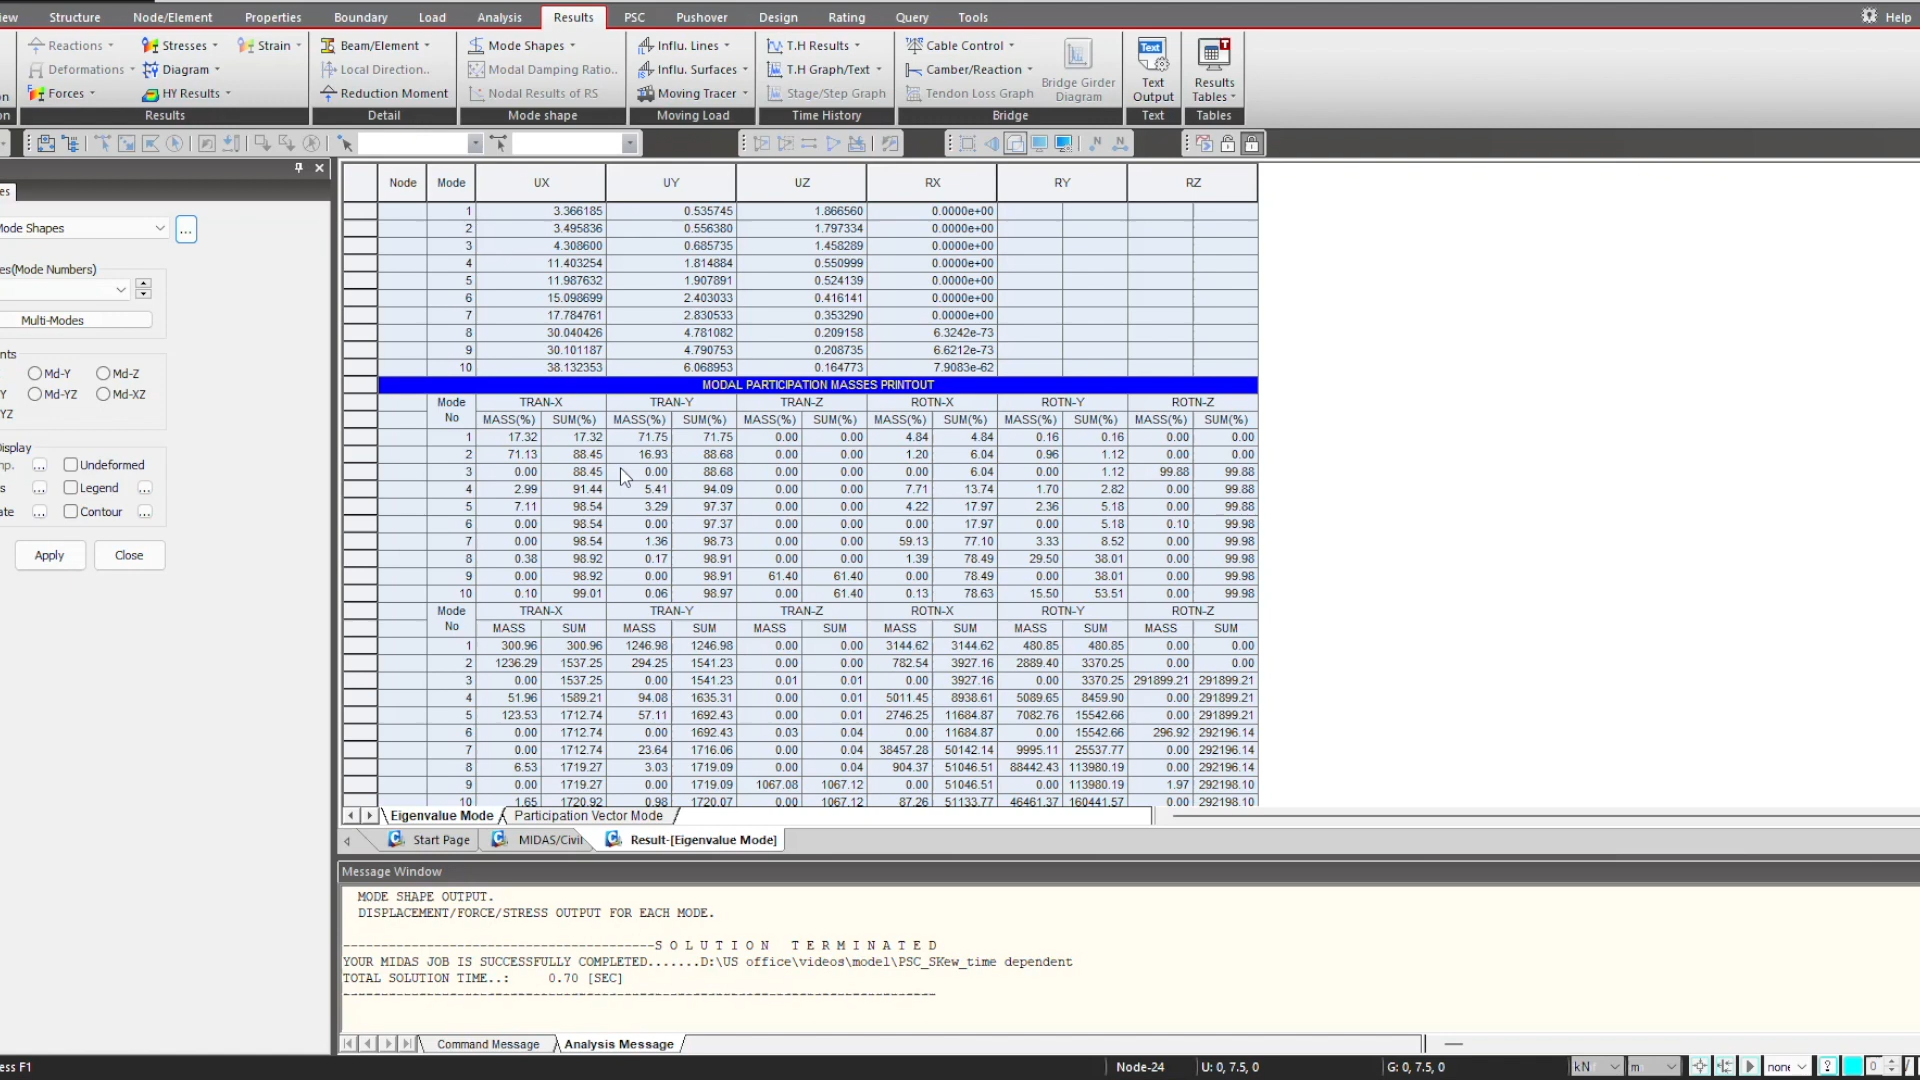 iew Structure Node/Element Properties Boundary Load Analysis Results PSC Pushover Design Rating Query Tools Help
Reactions Stresses Strain Beam/Element Mode Shapes Influ. Lines T.H Results Cable Control
Deformations Diagram Local Direction.. Modal Damping Ratio.. Influ. Surfaces T.H Graph/Text Camber/Reaction Bridge Girder Diagram Text Output Results Tables
on Forces HY Results Reduction Moment Nodal Results of RS Moving Tracer Stage/Step Graph Tendon Loss Graph
on Results Detail Mode shape Moving Load Time History Bridge Text Tables
es
Mode Shapes ...
es(Mode Numbers)
Multi-Modes
nts
Md-Y Md-Z
Y Md-YZ Md-XZ
YZ
isplay
mp. ... Undeformed
s ... Legend ...
ate ... Contour ...
Apply Close
Node Mode UX UY UZ RX RY RZ
1 3.366185 0.535745 1.866560 0.0000e+00
2 3.495836 0.556380 1.797334 0.0000e+00
3 4.308600 0.685735 1.458289 0.0000e+00
4 11.403254 1.814884 0.550999 0.0000e+00
5 11.987632 1.907891 0.524139 0.0000e+00
6 15.098699 2.403033 0.416141 0.0000e+00
7 17.784761 2.830533 0.353290 0.0000e+00
8 30.040426 4.781082 0.209158 6.3242e-73
9 30.101187 4.790753 0.208735 6.6212e-73
10 38.132353 6.068953 0.164773 7.9083e-62
MODAL PARTICIPATION MASSES PRINTOUT
Mode TRAN-X TRAN-Y TRAN-Z ROTN-X ROTN-Y ROTN-Z
No MASS(%) SUM(%) MASS(%) SUM(%) MASS(%) SUM(%) MASS(%) SUM(%) MASS(%) SUM(%) MASS(%) SUM(%)
1 17.32 17.32 71.75 71.75 0.00 0.00 4.84 4.84 0.16 0.16 0.00 0.00
2 71.13 88.45 16.93 88.68 0.00 0.00 1.20 6.04 0.96 1.12 0.00 0.00
3 0.00 88.45 0.00 88.68 0.00 0.00 0.00 6.04 0.00 1.12 99.88 99.88
4 2.99 91.44 5.41 94.09 0.00 0.00 7.71 13.74 1.70 2.82 0.00 99.88
5 7.11 98.54 3.29 97.37 0.00 0.00 4.22 17.97 2.36 5.18 0.00 99.88
6 0.00 98.54 0.00 97.37 0.00 0.00 0.00 17.97 0.00 5.18 0.10 99.98
7 0.00 98.54 1.36 98.73 0.00 0.00 59.13 77.10 3.33 8.52 0.00 99.98
8 0.38 98.92 0.17 98.91 0.00 0.00 1.39 78.49 29.50 38.01 0.00 99.98
9 0.00 98.92 0.00 98.91 61.40 61.40 0.00 78.49 0.00 38.01 0.00 99.98
10 0.10 99.01 0.06 98.97 0.00 61.40 0.13 78.63 15.50 53.51 0.00 99.98
Mode TRAN-X TRAN-Y TRAN-Z ROTN-X ROTN-Y ROTN-Z
No MASS SUM MASS SUM MASS SUM MASS SUM MASS SUM MASS SUM
1 300.96 300.96 1246.98 1246.98 0.00 0.00 3144.62 3144.62 480.85 480.85 0.00 0.00
2 1236.29 1537.25 294.25 1541.23 0.00 0.00 782.54 3927.16 2889.40 3370.25 0.00 0.00
3 0.00 1537.25 0.00 1541.23 0.01 0.01 0.00 3927.16 0.00 3370.25 291899.21 291899.21
4 51.96 1589.21 94.08 1635.31 0.00 0.01 5011.45 8938.61 5089.65 8459.90 0.00 291899.21
5 123.53 1712.74 57.11 1692.43 0.00 0.01 2746.25 11684.87 7082.76 15542.66 0.00 291899.21
6 0.00 1712.74 0.00 1692.43 0.03 0.04 0.00 11684.87 0.00 15542.66 296.92 292196.14
7 0.00 1712.74 23.64 1716.06 0.00 0.04 38457.28 50142.14 9995.11 25537.77 0.00 292196.14
8 6.53 1719.27 3.03 1719.09 0.00 0.04 904.37 51046.51 88442.43 113980.19 0.00 292196.14
9 0.00 1719.27 0.00 1719.09 1067.08 1067.12 0.00 51046.51 0.00 113980.19 1.97 292198.10
10 1.65 1720.92 0.98 1720.07 0.00 1067.12 87.26 51133.77 46461.37 160441.57 0.00 292198.10
Eigenvalue Mode Participation Vector Mode
Start Page MIDAS/Civil Result-[Eigenvalue Mode]
Message Window
MODE SHAPE OUTPUT.
DISPLACEMENT/FORCE/STRESS OUTPUT FOR EACH MODE.
-----------------------------------------S O L U T I O N   T E R M I N A T E D
YOUR MIDAS JOB IS SUCCESSFULLY COMPLETED.......D:\US office\videos\model\PSC_SKew_time dependent
TOTAL SOLUTION TIME..: 0.70 [SEC]
------------------------------------------------------------------------------
Command Message Analysis Message
ess F1 Node-24 U: 0, 7.5, 0 G: 0, 7.5, 0 kN m none ? 0 /